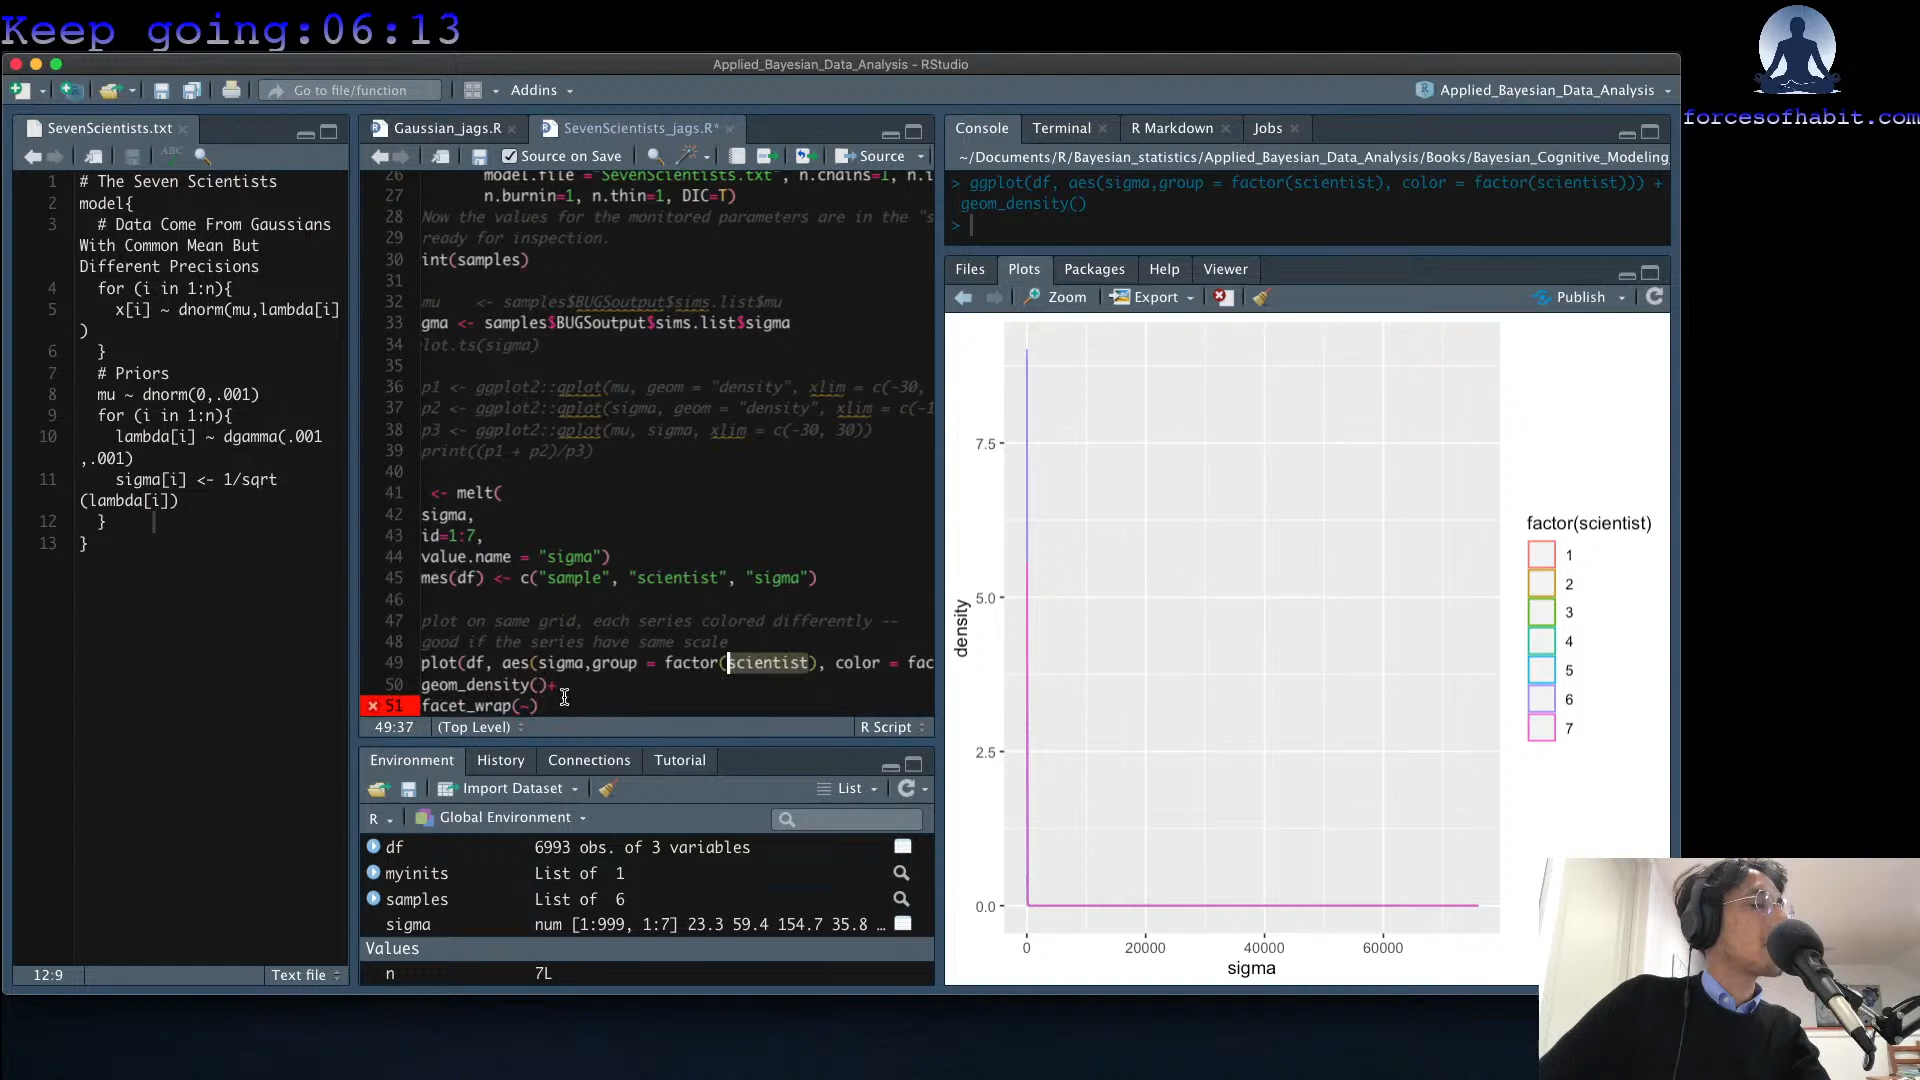 Keep going:06:13
forcesofhabit.com
Applied_Bayesian_Data_Analysis - RStudio
Go to file/function
Addins
Applied_Bayesian_Data_Analysis
SevenScientists.txt
1 # The Seven Scientists
2 model{
3 # Data Come From Gaussians
With Common Mean But
Different Precisions
4 for (i in 1:n){
5 x[i] ~ dnorm(mu,lambda[i]
)
6 }
7 # Priors
8 mu ~ dnorm(0,.001)
9 for (i in 1:n){
10 lambda[i] ~ dgamma(.001
,.001)
11 sigma[i] <- 1/sqrt
(lambda[i])
12 }
13 }
12:9
Text file
Gaussian_jags.R
SevenScientists_jags.R*
Source on Save
Source
26 model.file ="SevenScientists.txt", n.chains=1, n.i
27 n.burnin=1, n.thin=1, DIC=T)
28 Now the values for the monitored parameters are in the "s
29 ready for inspection.
30 int(samples)
31
32 mu <- samples$BUGSoutput$sims.list$mu
33 gma <- samples$BUGSoutput$sims.list$sigma
34 lot.ts(sigma)
35
36 p1 <- ggplot2::qplot(mu, geom = "density", xlim = c(-30,
37 p2 <- ggplot2::qplot(sigma, geom = "density", xlim = c(-1
38 p3 <- ggplot2::qplot(mu, sigma, xlim = c(-30, 30))
39 print((p1 + p2)/p3)
40
41 <- melt(
42 sigma,
43 id=1:7,
44 value.name = "sigma")
45 mes(df) <- c("sample", "scientist", "sigma")
46
47 plot on same grid, each series colored differently --
48 good if the series have same scale
49 plot(df, aes(sigma,group = factor(scientist), color = fac
50 geom_density()+
51 facet_wrap(~)
49:37
(Top Level)
R Script
Environment
History
Connections
Tutorial
Import Dataset
List
R
Global Environment
df 6993 obs. of 3 variables
myinits List of 1
samples List of 6
sigma num [1:999, 1:7] 23.3 59.4 154.7 35.8 …
Values
n 7L
Console
Terminal
R Markdown
Jobs
~/Documents/R/Bayesian_statistics/Applied_Bayesian_Data_Analysis/Books/Bayesian_Cognitive_Modeling
> ggplot(df, aes(sigma,group = factor(scientist), color = factor(scientist))) +
geom_density()
>
Files
Plots
Packages
Help
Viewer
Zoom
Export
Publish
density
7.5
5.0
2.5
0.0
0
20000
40000
60000
sigma
factor(scientist)
1
2
3
4
5
6
7